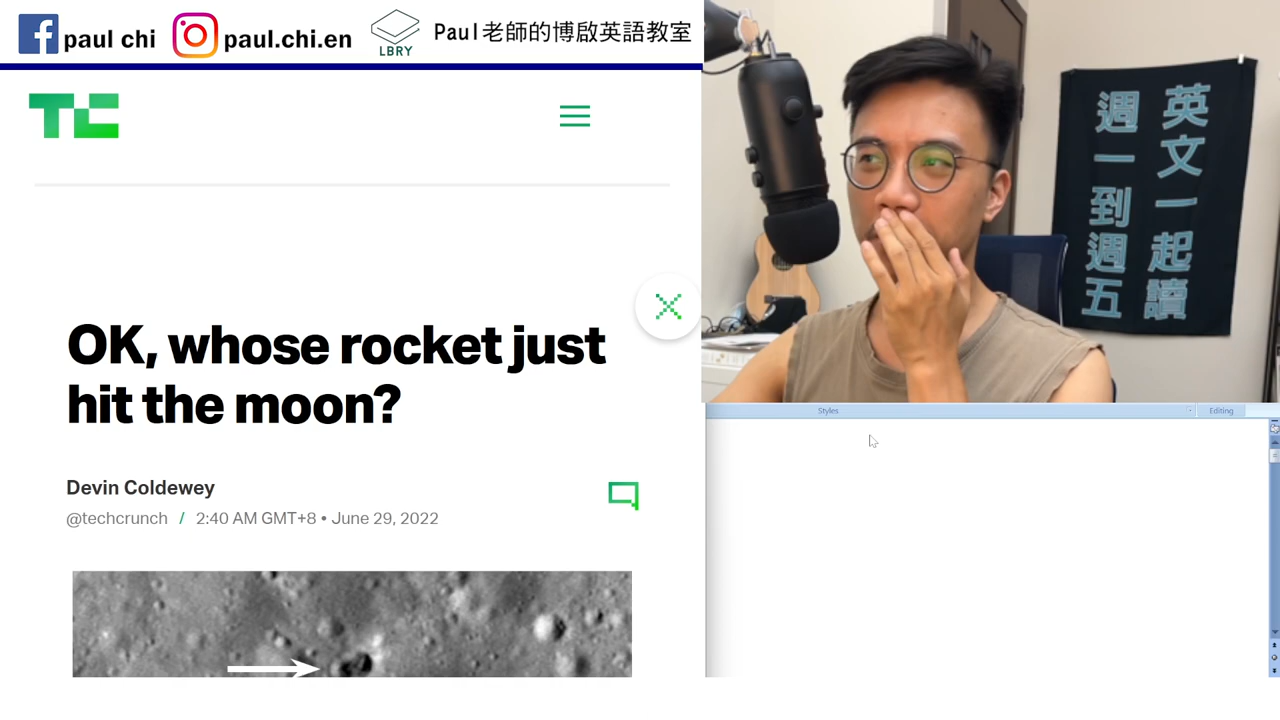 paul chi
paul.chi.en
LBRY
Paul老師的博啟英語教室
TC
OK, whose rocket just
hit the moon?
Devin Coldewey
@techcrunch / 2:40 AM GMT+8 • June 29, 2022
英文一起讀
週一到週五
Styles
Editing